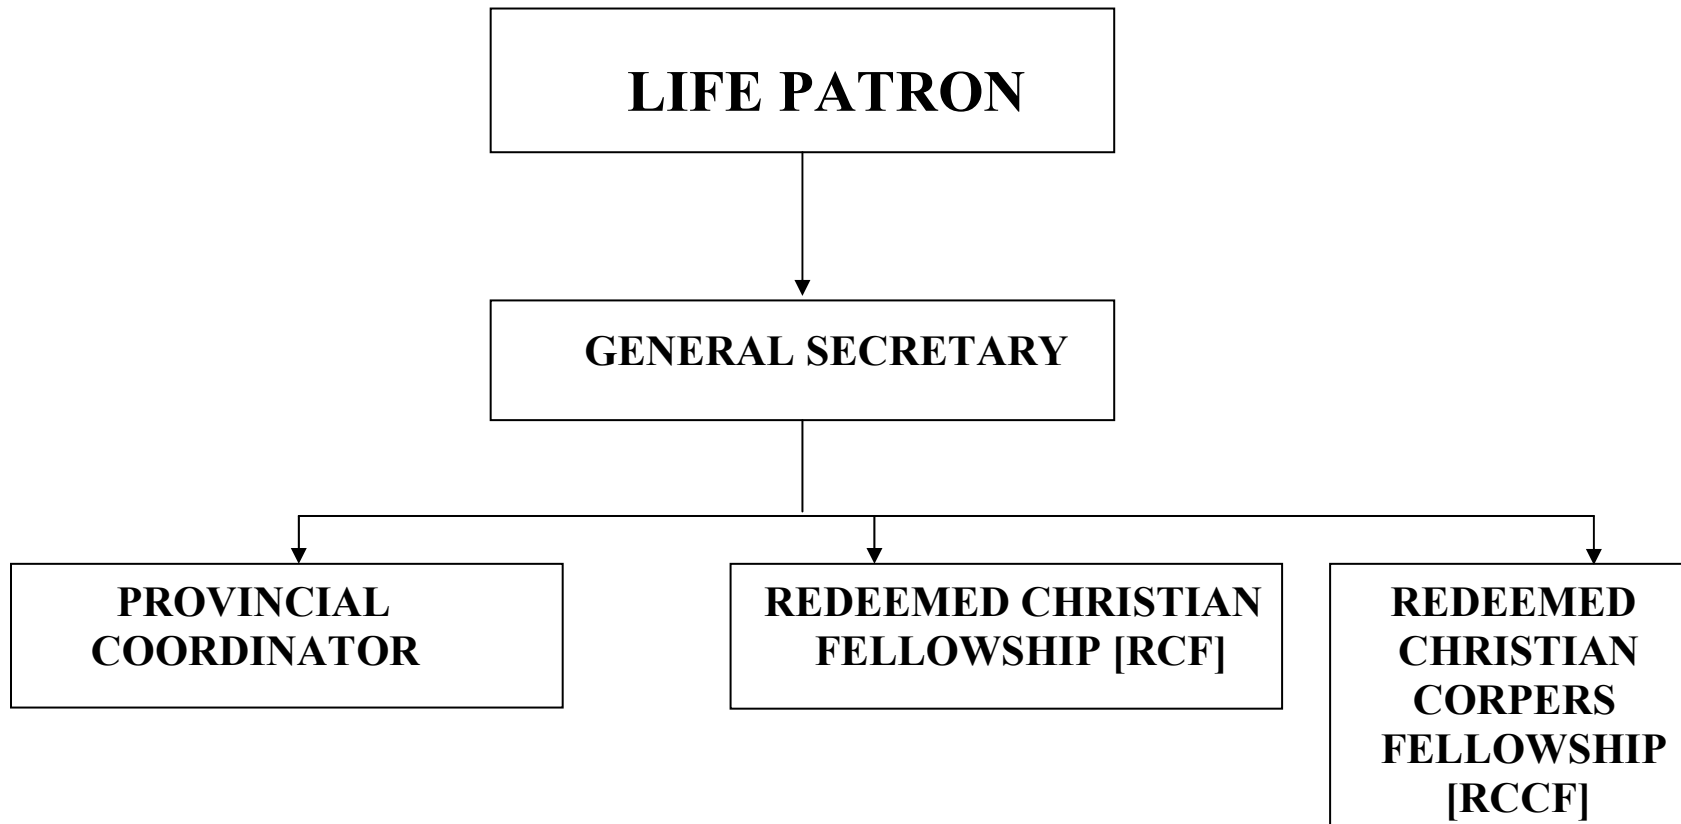 LIFE PATRON
GENERAL SECRETARY
PROVINCIAL
COORDINATOR
REDEEMED CHRISTIAN
FELLOWSHIP [RCF]
REDEEMED
CHRISTIAN
CORPERS
FELLOWSHIP
[RCCF]